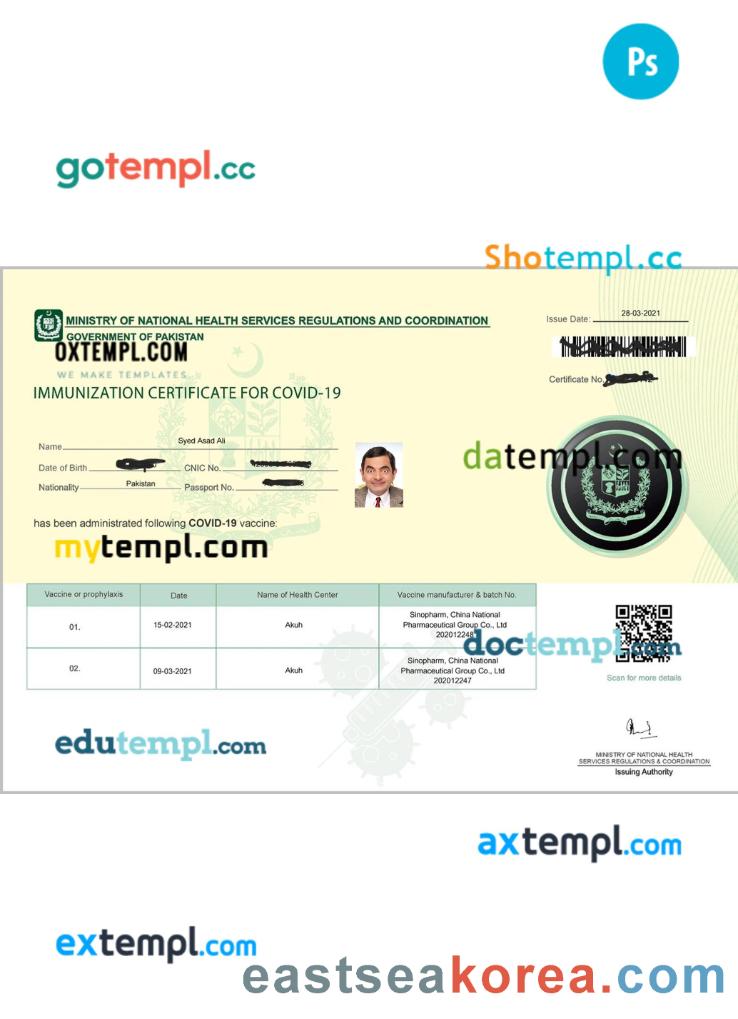 Ps
gotempl.cc
Shotempl.cc
MINISTRY OF NATIONAL HEALTH SERVICES REGULATIONS AND COORDINATION
GOVERNMENT OF PAKISTAN
OXTEMPL.COM
WE MAKE TEMPLATES
Issue Date: 28-03-2021
Certificate No.
IMMUNIZATION CERTIFICATE FOR COVID-19
Name Syed Asad Ali
Date of Birth CNIC No.
Nationality Pakistan Passport No.
datempl.com
has been administrated following COVID-19 vaccine:
mytempl.com
Vaccine or prophylaxis Date Name of Health Center Vaccine manufacturer & batch No.
01. 15-02-2021 Akuh Sinopharm, China National
Pharmaceutical Group Co., Ltd
202012248
doctempl.com
02. 09-03-2021 Akuh Sinopharm, China National
Pharmaceutical Group Co., Ltd
202012247
Scan for more details
edutempl.com
MINISTRY OF NATIONAL HEALTH
SERVICES REGULATIONS & COORDINATION
Issuing Authority
axtempl.com
extempl.com
eastseakorea.com